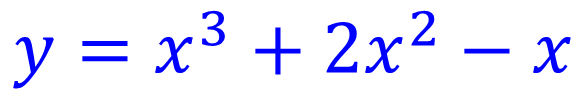 y = x³ + 2x² − x